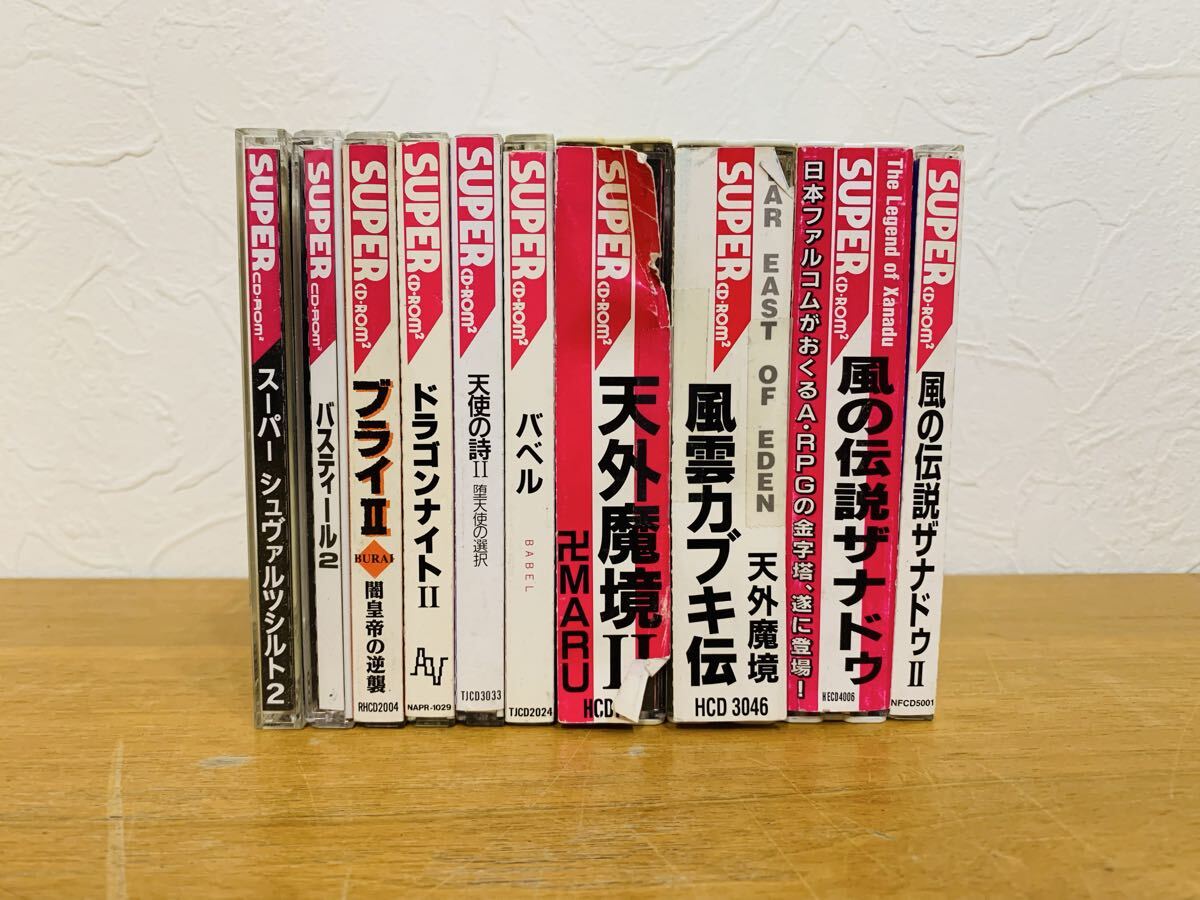 SUPER
CD-ROM²
スーパー シュヴァルツシルト2
SUPER
CD-ROM²
バスティール2
SUPER
CD-ROM²
ブライII
BURAI
闇皇帝の逆襲
RHCD2004
SUPER
CD-ROM²
ドラゴンナイトII
NAPR-1029
SUPER
CD-ROM²
天使の詩II 堕天使の選択
TJCD3033
SUPER
CD-ROM²
バベル
BABEL
TJCD2024
卍MARU
SUPER
CD-ROM²
天外魔境II
HCD
SUPER
CD-ROM²
風雲カブキ伝
AR EAST OF EDEN
天外魔境
HCD 3046
日本ファルコムがおくるA・RPGの金字塔、遂に登場!
SUPER
CD-ROM²
風の伝説ザナドゥ
HECD4006
The Legend of Xanadu
SUPER
CD-ROM²
風の伝説ザナドゥII
NFCD5001